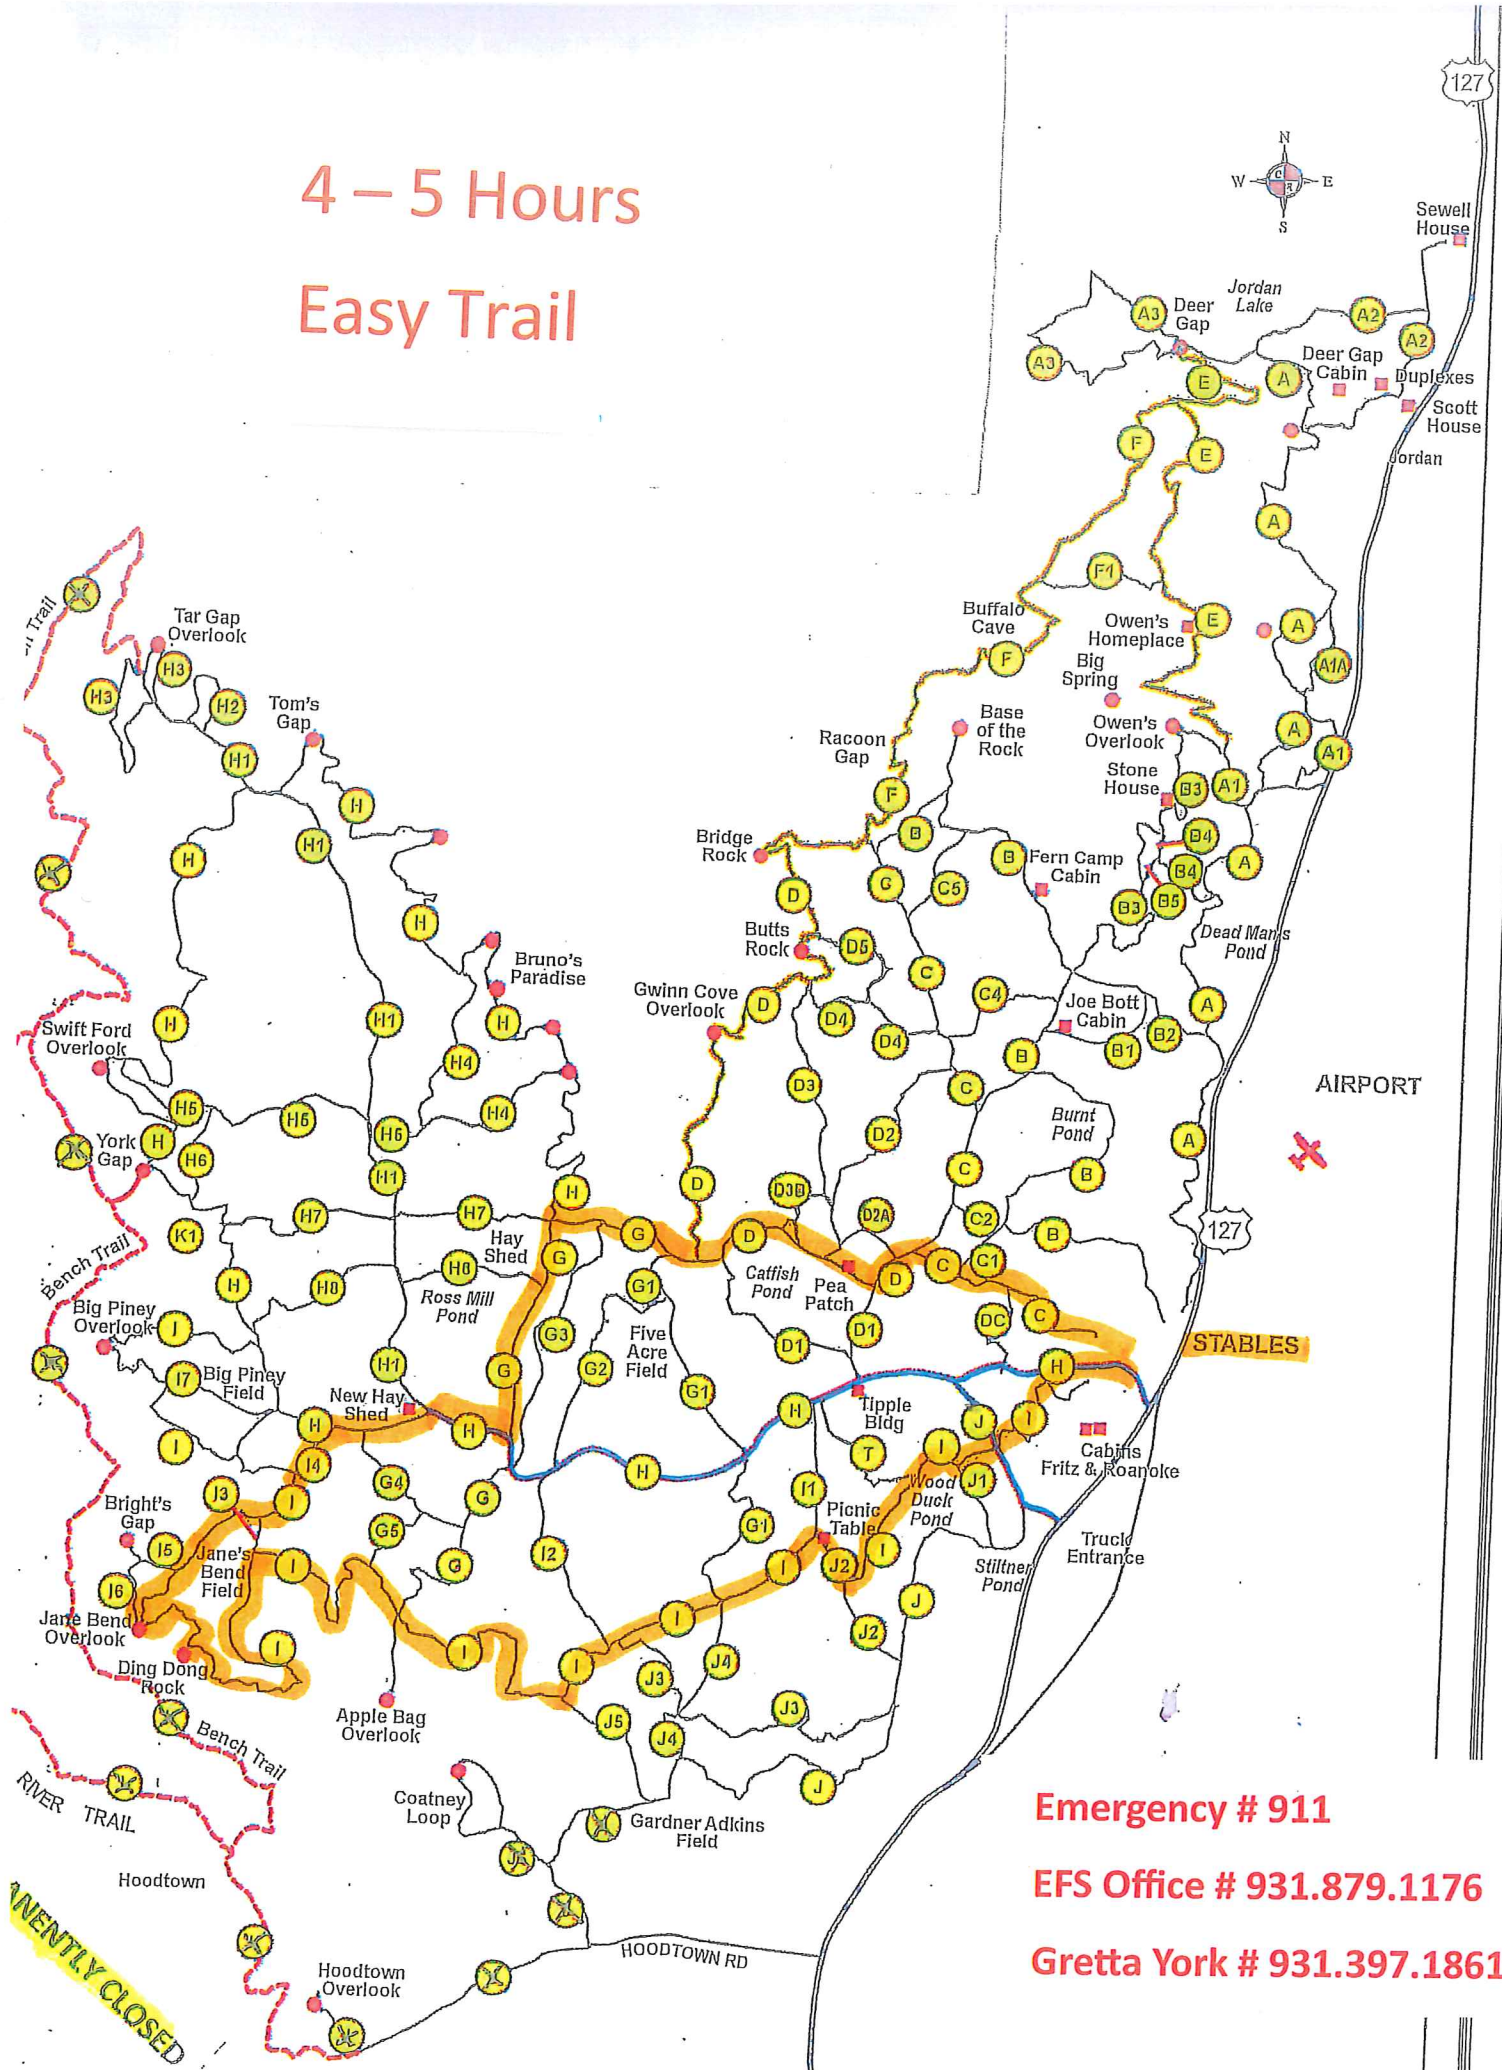 127
4 – 5 Hours
Easy Trail
N
W
E
S
C
R
Sewell
House
Jordan
Lake
A3
Deer
Gap
A2
A2
A3
Deer Gap
Cabin
Duplexes
E
A
Scott
House
F
E
Jordan
A
F1
Tar Gap
Overlook
Trail
Buffalo
Cave
Owen's
Homeplace
E
A
H3
H3
F
Big
Spring
A1A
H2
Tom's
Gap
Racoon
Gap
Base
of the
Rock
Owen's
Overlook
A
A1
H1
Stone
House
B3
A1
H
F
H
H1
Bridge
Rock
B
B
Fern Camp
Cabin
B4
A
D
C
C5
B4
B5
B3
H
Butts
Rock
D5
Dead Man's
Pond
Bruno's
Paradise
C
Gwinn Cove
Overlook
D
C4
Joe Bott
Cabin
A
H
H1
H
D4
D4
B2
Swift Ford
Overlook
B
B1
H4
D3
C
AIRPORT
H5
H5
H6
H4
Burnt
Pond
York
Gap
H
H6
D2
A
H1
D
D3B
C
B
H
K1
H7
H7
Hay
Shed
G
D
D2A
C2
B
127
Bench Trail
G
C
C1
H
H8
H8
Ross Mill
Pond
G1
Catfish
Pond
Pea
Patch
D
Big Piney
Overlook
I
G3
Five
Acre
Field
D1
D1
DC
C
STABLES
I7
Big Piney
Field
H1
G
G2
G1
H
New Hay
Shed
H
H
H
Tipple
Bldg
J
I
Cabins
Fritz & Roanoke
I
I4
G4
H
T
I
J1
J3
I
G
I1
Wood
Duck
Pond
Bright's
Gap
G5
G1
Picnic
Table
Truck
Entrance
I5
Jane's
Bend
Field
I
G
I2
I
J2
I
Stiltner
Pond
I6
J
Jane Bend
Overlook
I
I
I
J2
Ding Dong
Rock
I
J3
J4
Apple Bag
Overlook
J5
J3
J4
Bench Trail
J
RIVER TRAIL
Coatney
Loop
Gardner Adkins
Field
Emergency # 911
Hoodtown
EFS Office # 931.879.1176
ANENTLY CLOSED
HOODTOWN RD
Gretta York # 931.397.1861
Hoodtown
Overlook